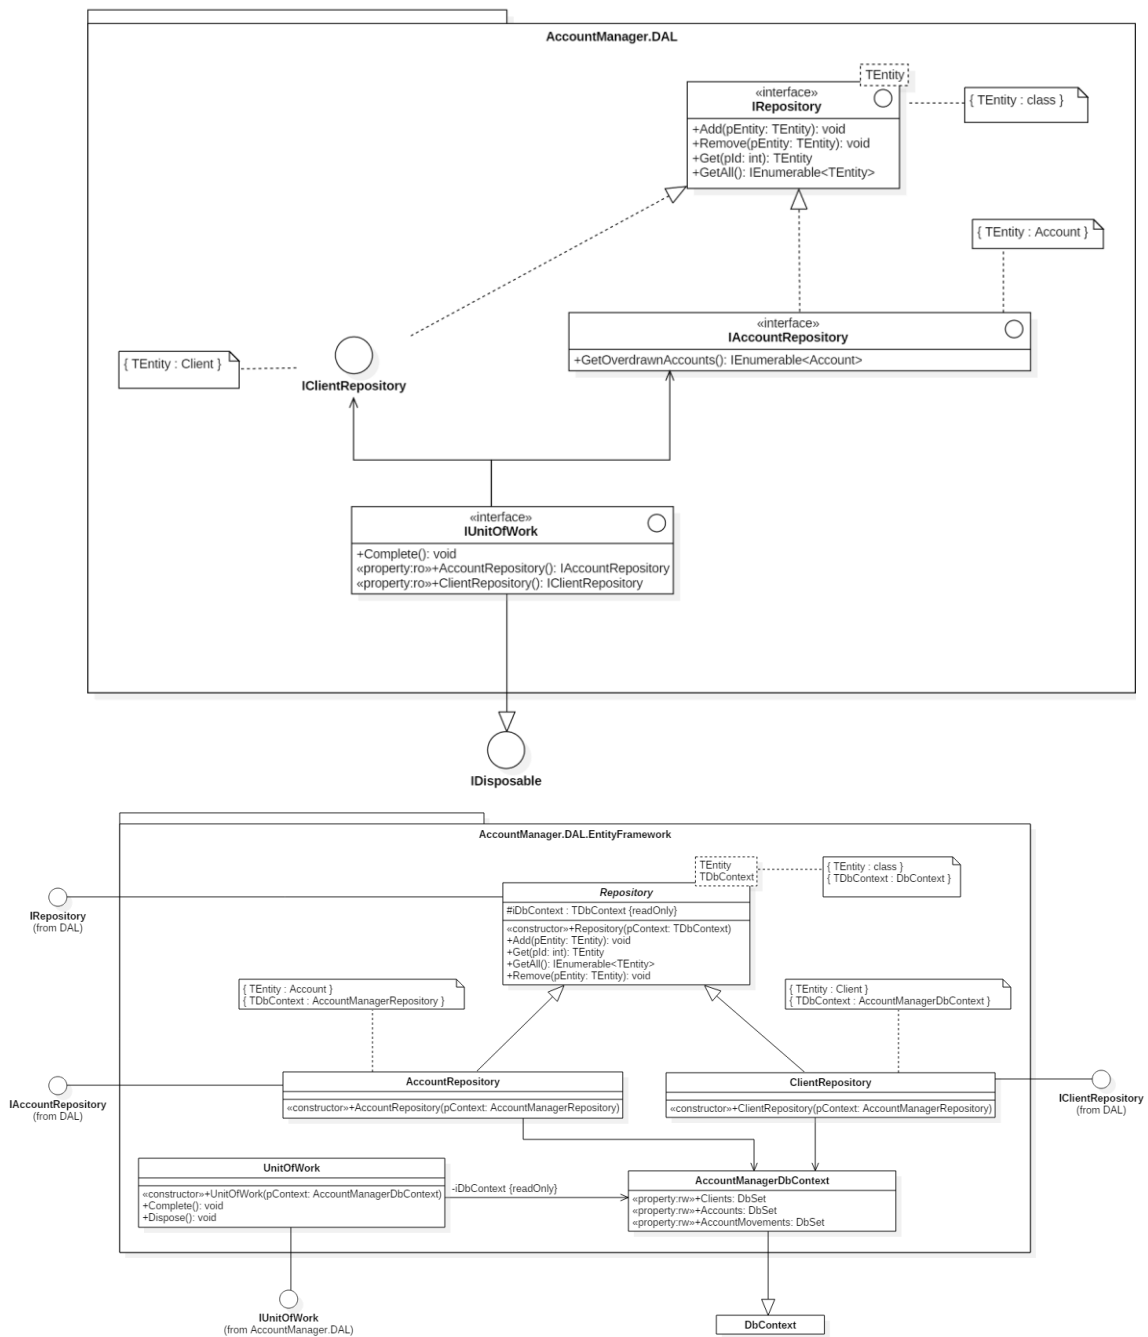 AccountManager.DAL
TEntity
«interface»
IRepository
{ TEntity : class }
+Add(pEntity: TEntity): void
+Remove(pEntity: TEntity): void
+Get(pId: int): TEntity
+GetAll(): IEnumerable<TEntity>
{ TEntity : Account }
«interface»
IAccountRepository
+GetOverdrawnAccounts(): IEnumerable<Account>
{ TEntity : Client }
IClientRepository
«interface»
IUnitOfWork
+Complete(): void
«property:ro»+AccountRepository(): IAccountRepository
«property:ro»+ClientRepository(): IClientRepository
IDisposable
AccountManager.DAL.EntityFramework
TEntity
TDbContext
{ TEntity : class }
{ TDbContext : DbContext }
Repository
#iDbContext : TDbContext {readOnly}
«constructor»+Repository(pContext: TDbContext)
+Add(pEntity: TEntity): void
+Get(pId: int): TEntity
+GetAll(): IEnumerable<TEntity>
+Remove(pEntity: TEntity): void
IRepository
(from DAL)
{ TEntity : Account }
{ TDbContext : AccountManagerRepository }
{ TEntity : Client }
{ TDbContext : AccountManagerDbContext }
AccountRepository
«constructor»+AccountRepository(pContext: AccountManagerRepository)
ClientRepository
«constructor»+ClientRepository(pContext: AccountManagerRepository)
IAccountRepository
(from DAL)
IClientRepository
(from DAL)
UnitOfWork
«constructor»+UnitOfWork(pContext: AccountManagerDbContext)
+Complete(): void
+Dispose(): void
-iDbContext {readOnly}
AccountManagerDbContext
«property:rw»+Clients: DbSet
«property:rw»+Accounts: DbSet
«property:rw»+AccountMovements: DbSet
IUnitOfWork
(from AccountManager.DAL)
DbContext